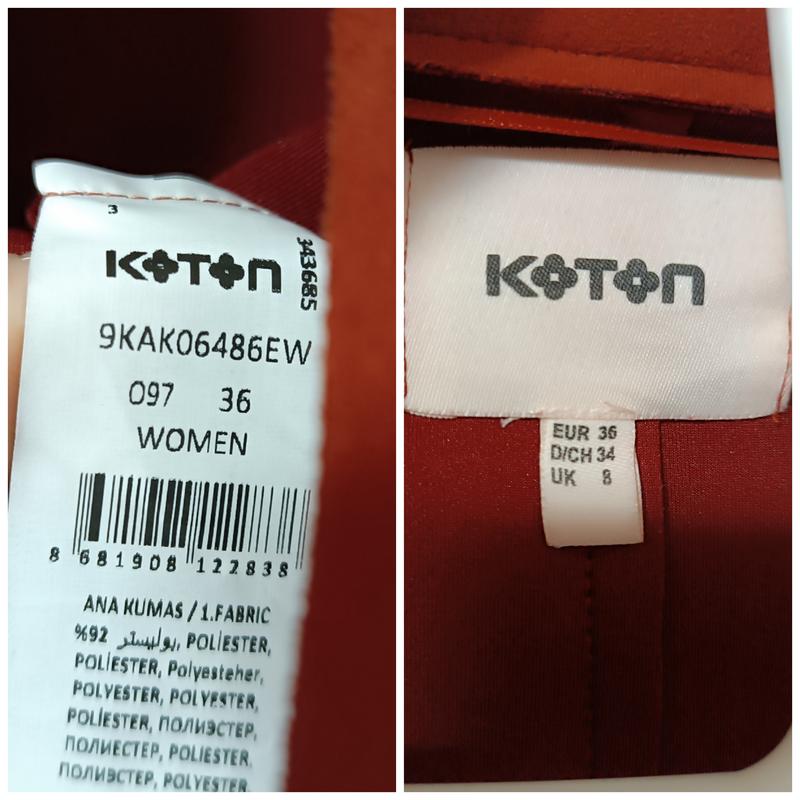 3
KOTON
343685
9KAK06486EW
097 36
WOMEN
8 681908 122838
ANA KUMAS / 1.FABRIC
%92 بوليستر, POLİESTER,
POLİESTER, Polyesteher,
POLYESTER, POLYESTER,
POLİESTER, ПОЛИЭСТЕР,
ПОЛИЕСТЕР, POLIESTER,
ПОЛИЭСТЕР, POLYESTER,
KOTON
EUR 36
D/CH 34
UK 8